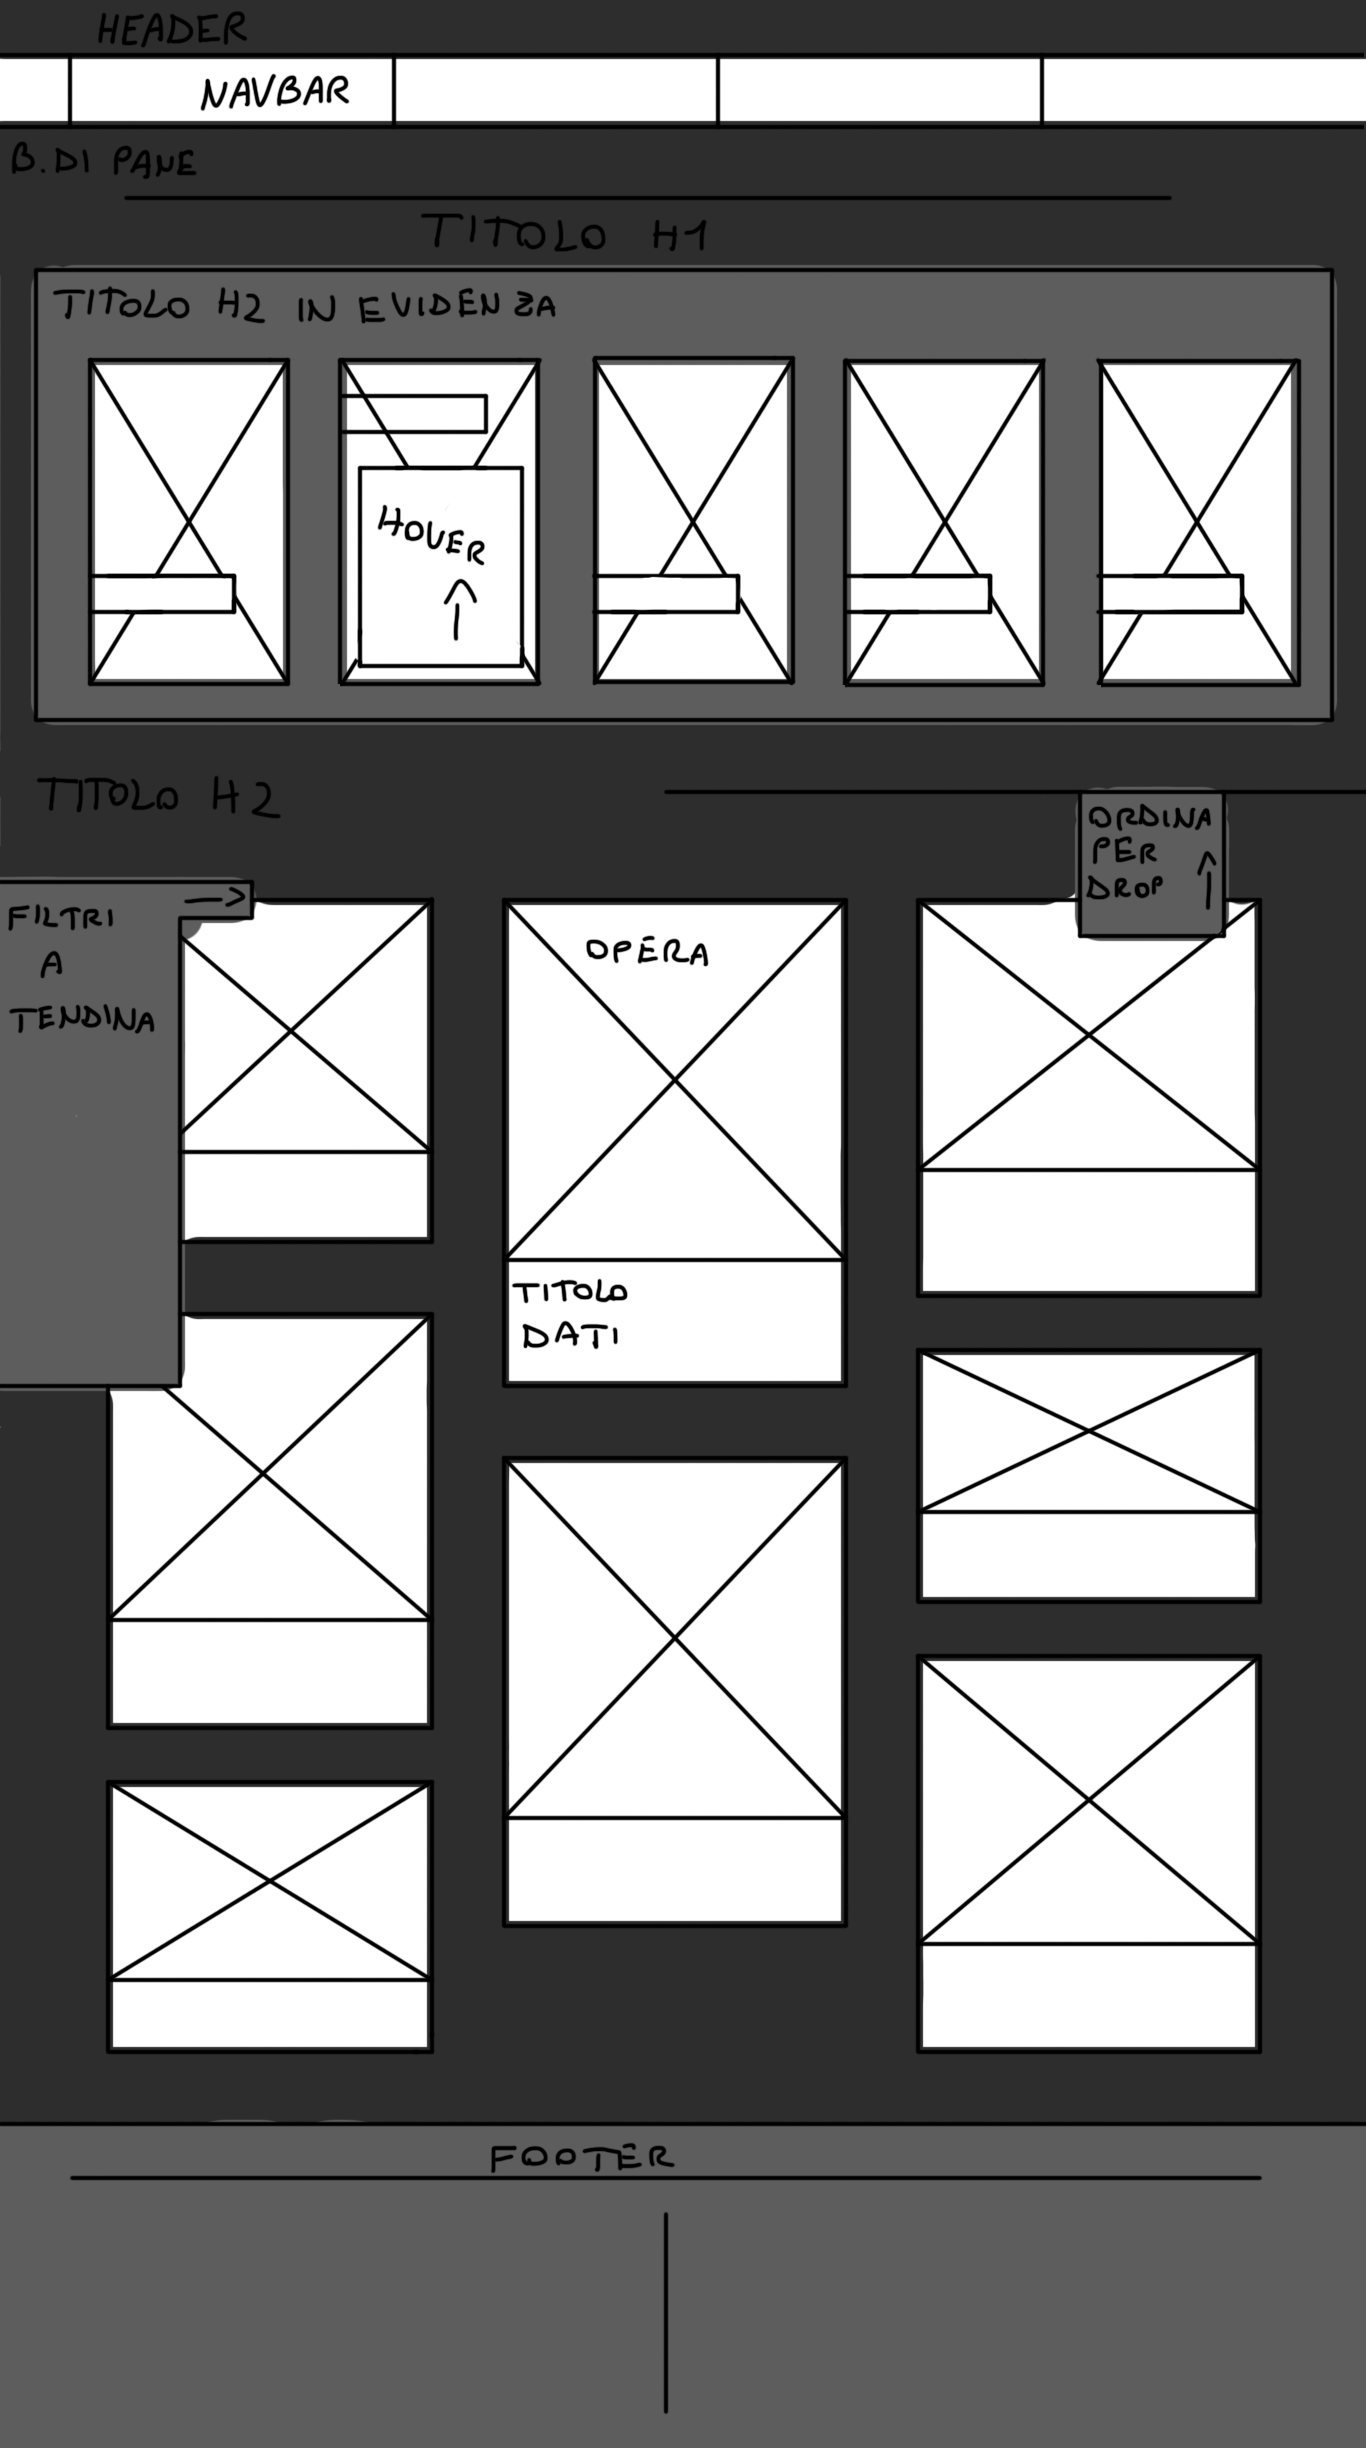 HEADER
NAVBAR
B. DI PANE
TITOLO H1
TITOLO H2 IN EVIDENZA
HOVER
TITOLO H2
ORDINA
PER
DROP
FILTRI
A
TENDINA
OPERA
TITOLO
DATI
FOOTER